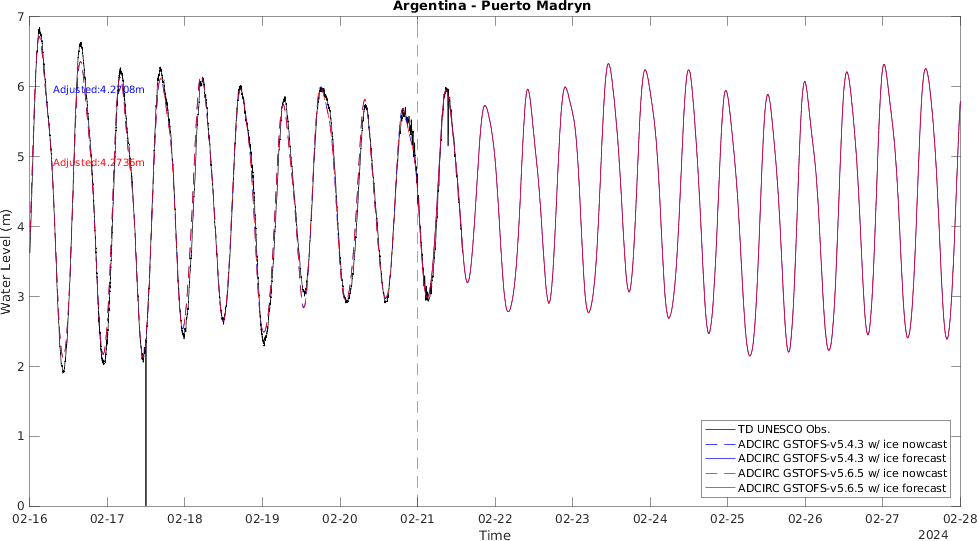 Argentina - Puerto Madryn
7
6
5
4
3
2
1
0
Water Level (m)
Adjusted:4.2708m
Adjusted:4.2736m
TD UNESCO Obs.
ADCIRC GSTOFS-v5.4.3 w/ ice nowcast
ADCIRC GSTOFS-v5.4.3 w/ ice forecast
ADCIRC GSTOFS-v5.6.5 w/ ice nowcast
ADCIRC GSTOFS-v5.6.5 w/ ice forecast
02-16 02-17 02-18 02-19 02-20 02-21 02-22 02-23 02-24 02-25 02-26 02-27 02-28
Time
2024